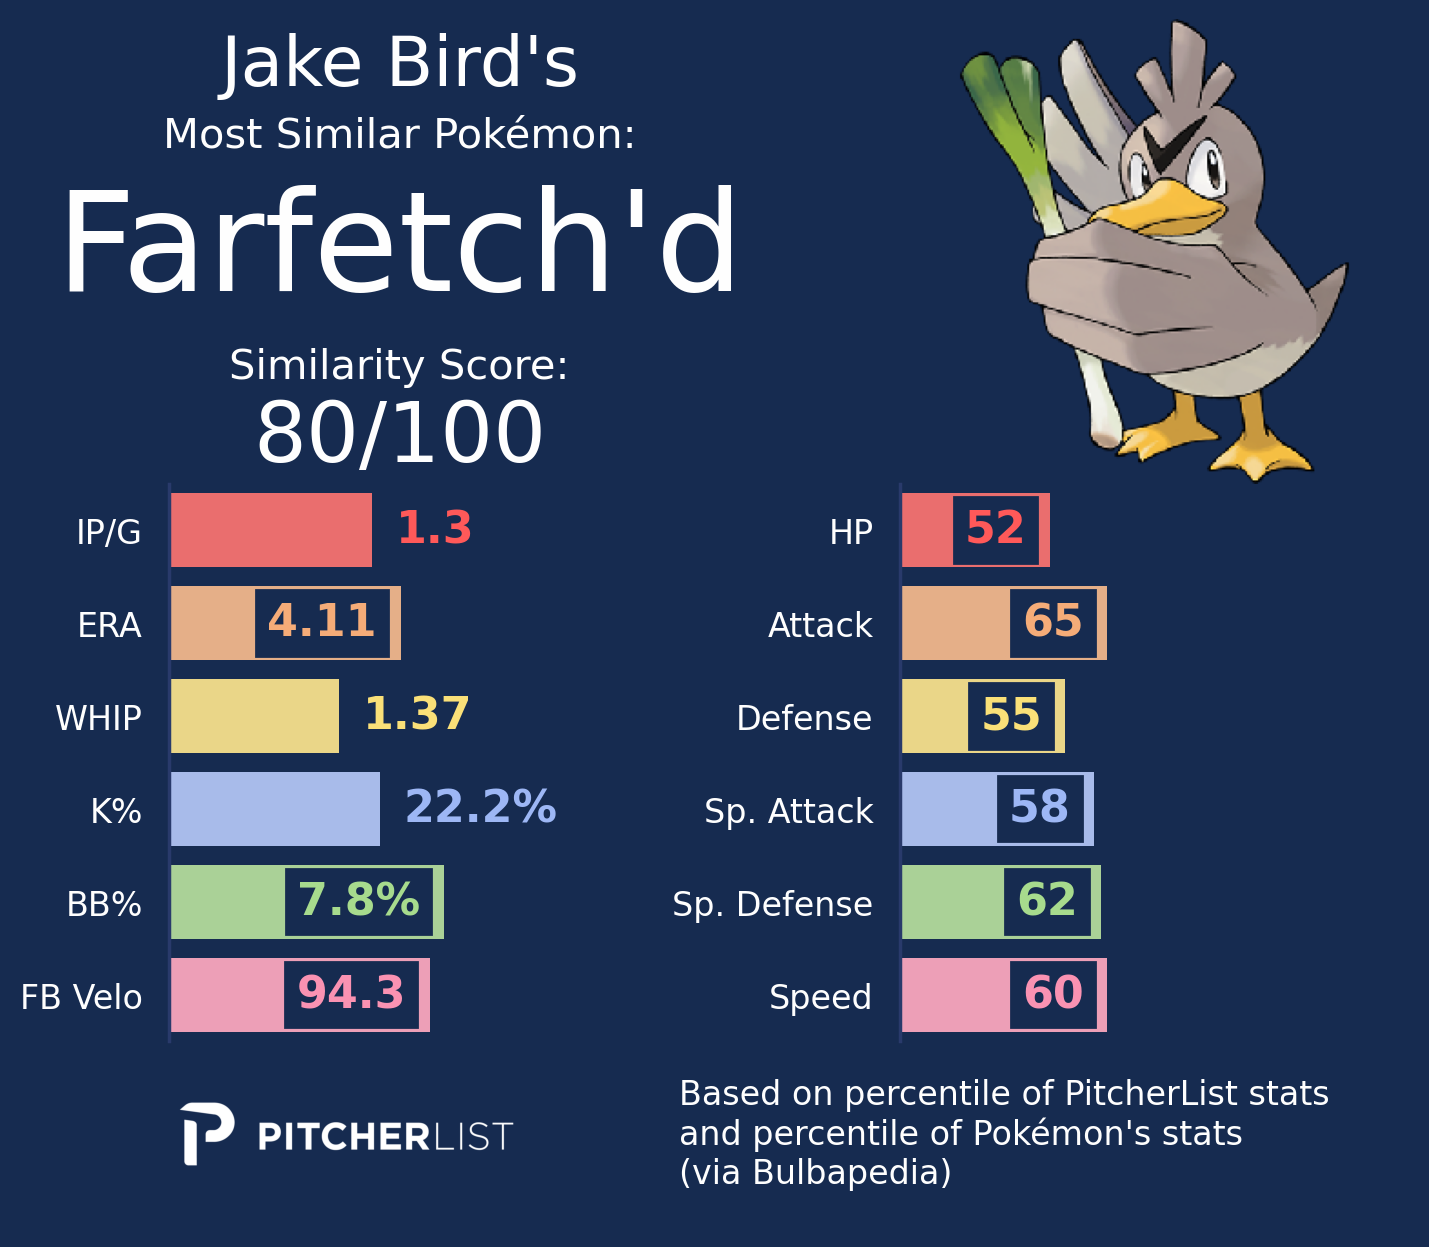 Jake Bird's
Most Similar Pokémon:
Farfetch'd
Similarity Score:
80/100
IP/G 1.3
ERA 4.11
WHIP 1.37
K% 22.2%
BB% 7.8%
FB Velo 94.3
HP 52
Attack 65
Defense 55
Sp. Attack 58
Sp. Defense 62
Speed 60
PITCHERLIST
Based on percentile of PitcherList stats
and percentile of Pokémon's stats
(via Bulbapedia)